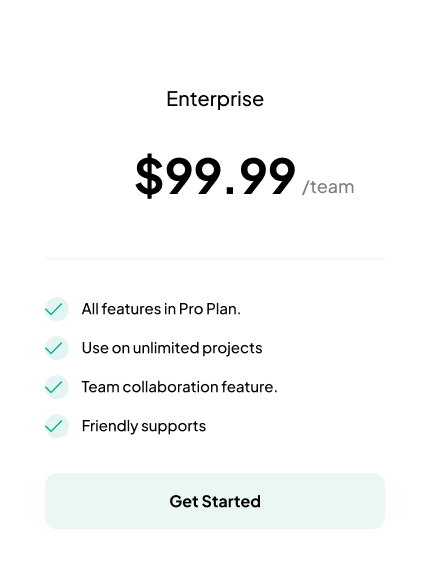 Enterprise
$99.99 /team
All features in Pro Plan.
Use on unlimited projects
Team collaboration feature.
Friendly supports
Get Started